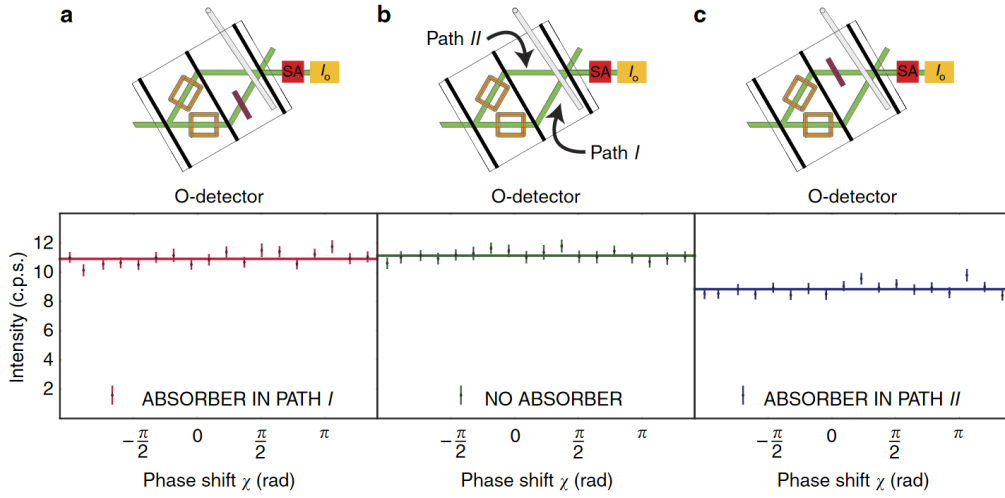 a
SA
I₀
O-detector
b
Path II
SA
I₀
Path I
O-detector
c
SA
I₀
O-detector
Intensity (c.p.s.)
12
10
8
6
4
2
ABSORBER IN PATH I
NO ABSORBER
ABSORBER IN PATH II
−π/2 0 π/2 π
−π/2 0 π/2 π
−π/2 0 π/2 π
Phase shift χ (rad)
Phase shift χ (rad)
Phase shift χ (rad)